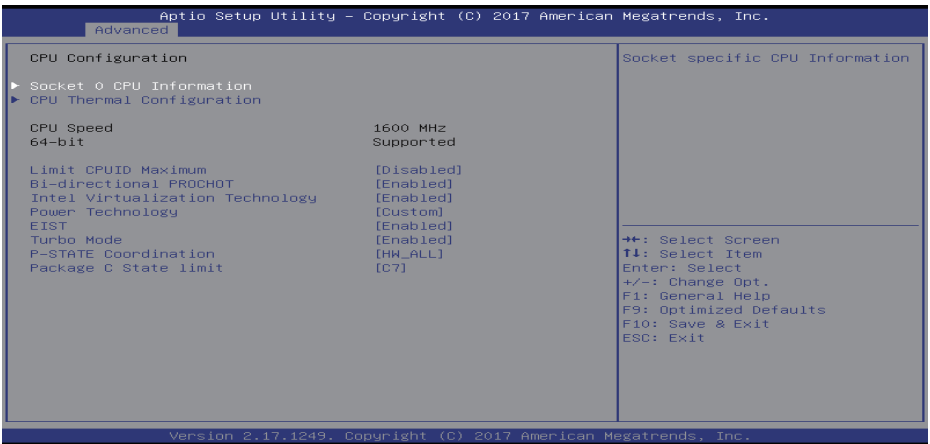 Aptio Setup Utility – Copyright (C) 2017 American Megatrends, Inc.
Advanced
CPU Configuration
Socket 0 CPU Information
CPU Thermal Configuration
CPU Speed 1600 MHz
64-bit Supported
Limit CPUID Maximum [Disabled]
Bi-directional PROCHOT [Enabled]
Intel Virtualization Technology [Enabled]
Power Technology [Custom]
EIST [Enabled]
Turbo Mode [Enabled]
P-STATE Coordination [HW_ALL]
Package C State limit [C7]
Socket specific CPU Information
→←: Select Screen
↑↓: Select Item
Enter: Select
+/-: Change Opt.
F1: General Help
F9: Optimized Defaults
F10: Save & Exit
ESC: Exit
Version 2.17.1249. Copyright (C) 2017 American Megatrends, Inc.